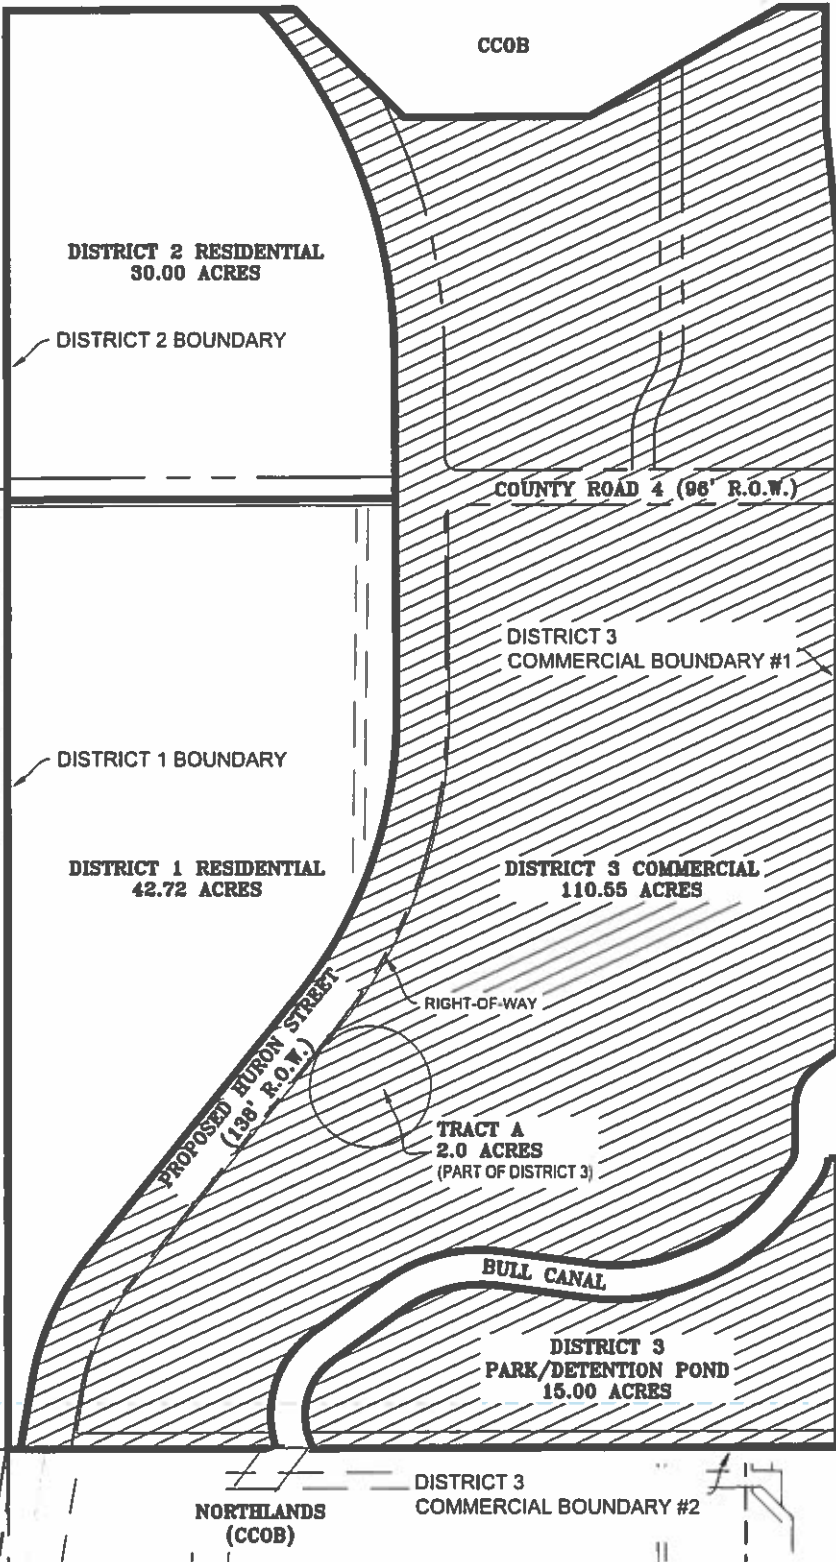 CCOB
DISTRICT 2 RESIDENTIAL
30.00 ACRES
DISTRICT 2 BOUNDARY
COUNTY ROAD 4 (96' R.O.W.)
DISTRICT 3
COMMERCIAL BOUNDARY #1
DISTRICT 1 BOUNDARY
DISTRICT 1 RESIDENTIAL
42.72 ACRES
DISTRICT 3 COMMERCIAL
110.55 ACRES
RIGHT-OF-WAY
PROPOSED HURON STREET
(138' R.O.W.)
TRACT A
2.0 ACRES
(PART OF DISTRICT 3)
BULL CANAL
DISTRICT 3
PARK/DETENTION POND
15.00 ACRES
DISTRICT 3
COMMERCIAL BOUNDARY #2
NORTHLANDS
(CCOB)